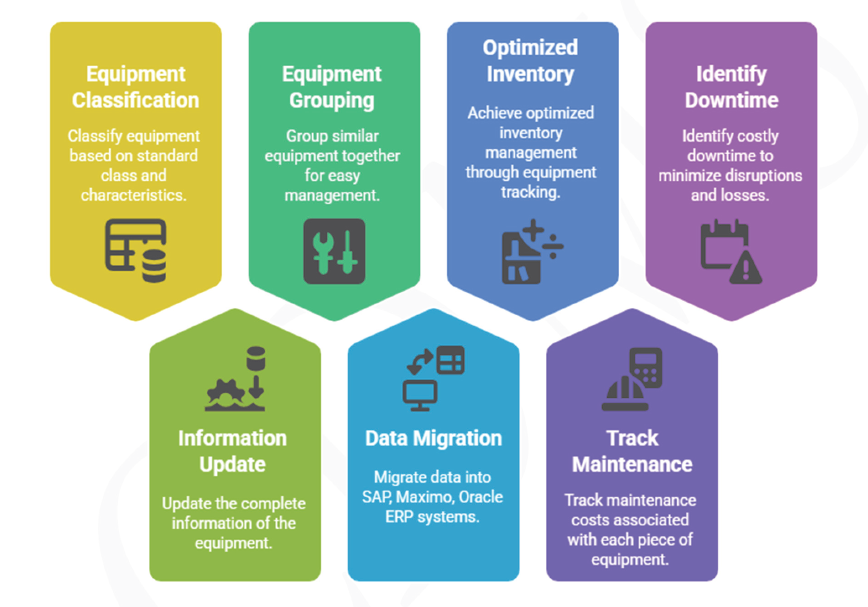 Equipment
Classification
Classify equipment
based on standard
class and
characteristics.
Equipment
Grouping
Group similar
equipment together
for easy
management.
Optimized
Inventory
Achieve optimized
inventory
management
through equipment
tracking.
Identify
Downtime
Identify costly
downtime to
minimize disruptions
and losses.
Information
Update
Update the complete
information of the
equipment.
Data Migration
Migrate data into
SAP, Maximo, Oracle
ERP systems.
Track
Maintenance
Track maintenance
costs associated
with each piece of
equipment.